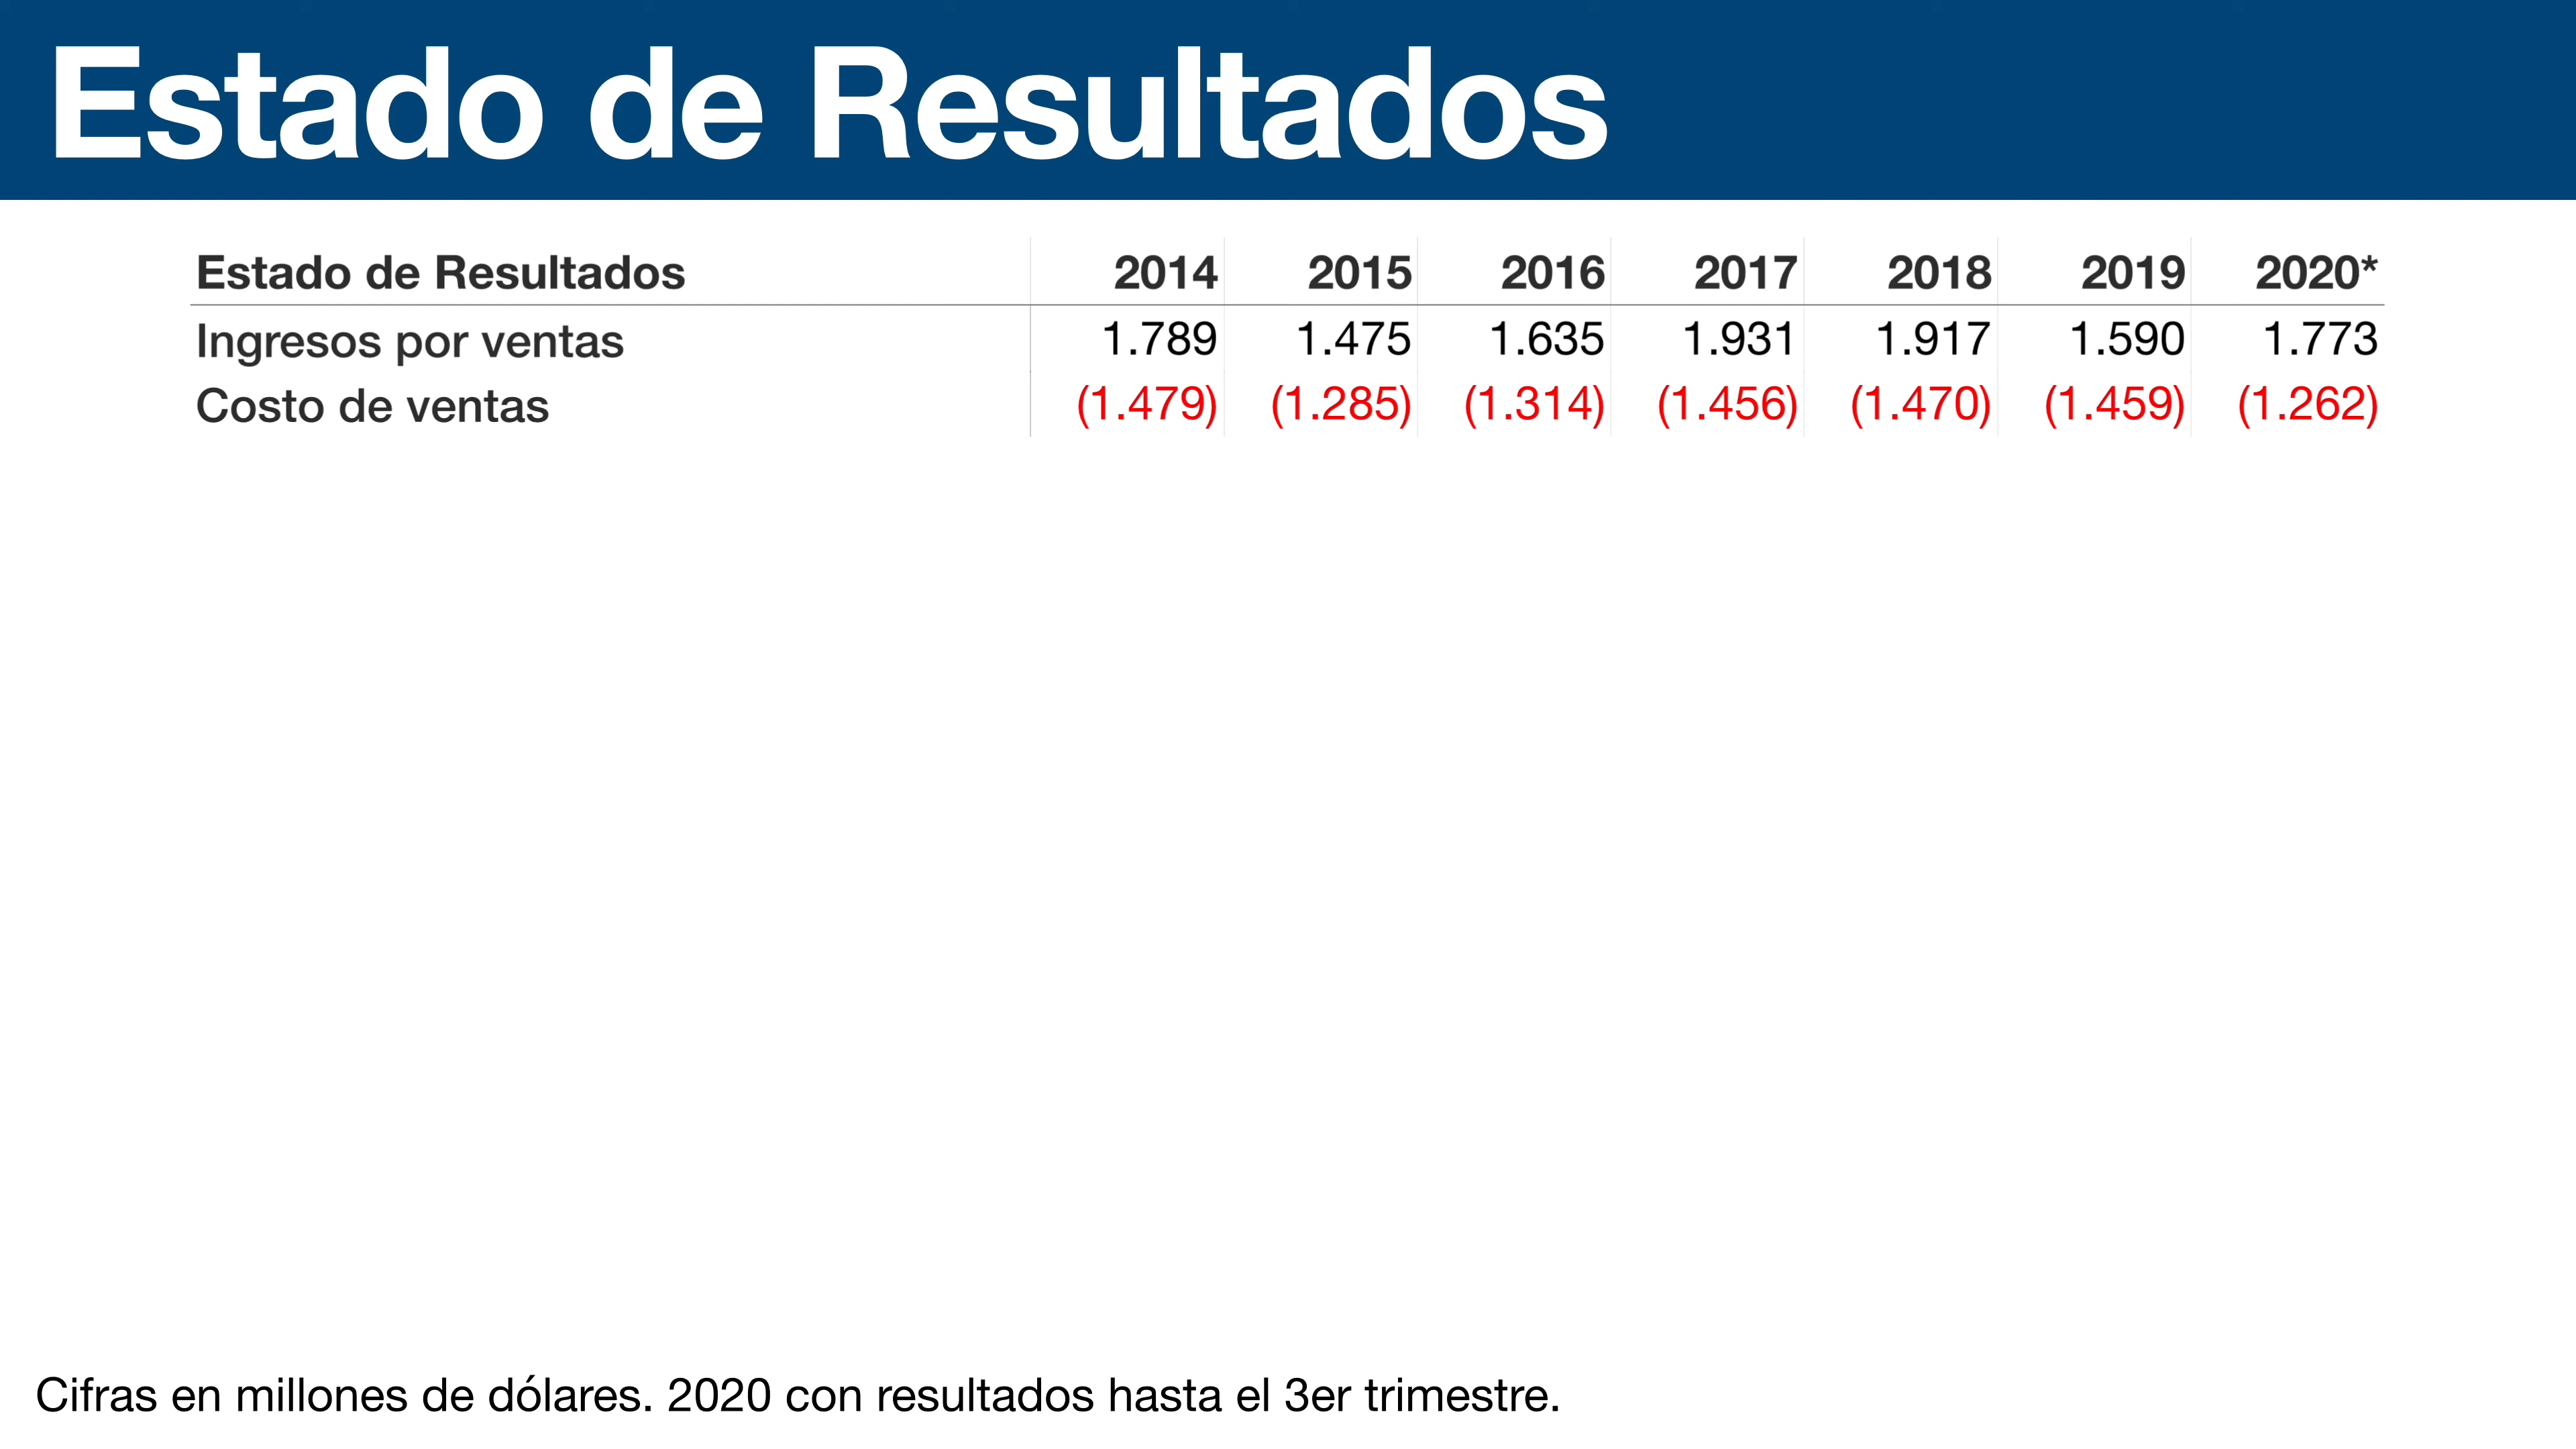 Estado de Resultados
Estado de Resultados 2014 2015 2016 2017 2018 2019 2020*
Ingresos por ventas 1.789 1.475 1.635 1.931 1.917 1.590 1.773
Costo de ventas (1.479) (1.285) (1.314) (1.456) (1.470) (1.459) (1.262)
Cifras en millones de dólares. 2020 con resultados hasta el 3er trimestre.